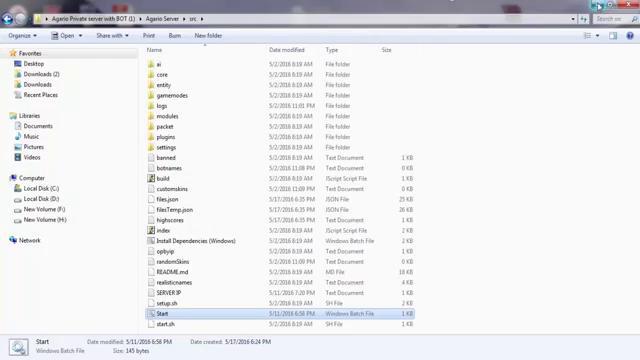 Agario Private server with BOT (1) Agario Server src Search src
Organize Open Share with Print Burn New folder
Favorites
Desktop
Downloads (2)
Downloads
Recent Places
Libraries
Documents
Music
Pictures
Videos
Computer
Local Disk (C:)
Local Disk (D:)
New Volume (F:)
New Volume (H:)
Network
Name Date modified Type Size
ai 5/2/2016 8:19 AM File folder
core 5/2/2016 8:19 AM File folder
entity 5/2/2016 8:19 AM File folder
gamemodes 5/2/2016 8:19 AM File folder
logs 5/2/2016 11:01 PM File folder
modules 5/2/2016 8:19 AM File folder
packet 5/2/2016 8:19 AM File folder
plugins 5/2/2016 8:19 AM File folder
settings 5/2/2016 8:19 AM File folder
banned 5/2/2016 8:19 AM Text Document 1 KB
botnames 5/2/2016 11:08 PM Text Document 0 KB
build 5/2/2016 8:19 AM JScript Script File 1 KB
customskins 5/2/2016 8:19 AM Text Document 0 KB
files.json 5/17/2016 6:35 PM JSON File 25 KB
filesTemp.json 5/17/2016 6:35 PM JSON File 26 KB
highscores 5/2/2016 8:19 AM Text Document 1 KB
index 5/2/2016 8:19 AM JScript Script File 2 KB
Install Dependencies (Windows) 5/2/2016 8:19 AM Windows Batch File 1 KB
opbyip 5/2/2016 8:19 AM Text Document 1 KB
randomSkins 5/2/2016 11:09 PM Text Document 0 KB
README.md 5/2/2016 8:19 AM MD File 18 KB
realisticnames 5/2/2016 8:19 AM Text Document 4 KB
SERVER IP 5/11/2016 7:20 PM Text Document 1 KB
setup.sh 5/2/2016 8:19 AM SH File 2 KB
Start 5/11/2016 6:58 PM Windows Batch File 1 KB
start.sh 5/2/2016 8:19 AM SH File 1 KB
Start Date modified: 5/11/2016 6:58 PM Date created: 5/17/2016 6:24 PM
Windows Batch File Size: 145 bytes